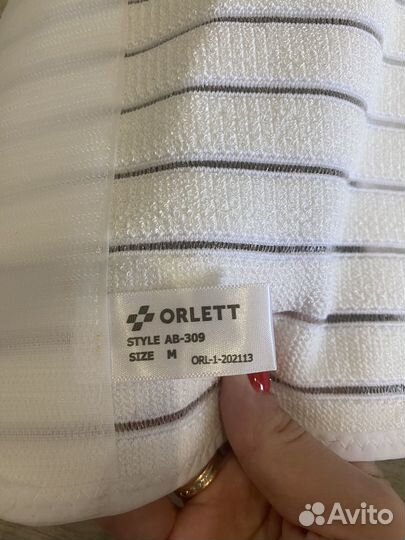 ORLETT
STYLE AB-309
SIZE M ORL-1-202113
Avito